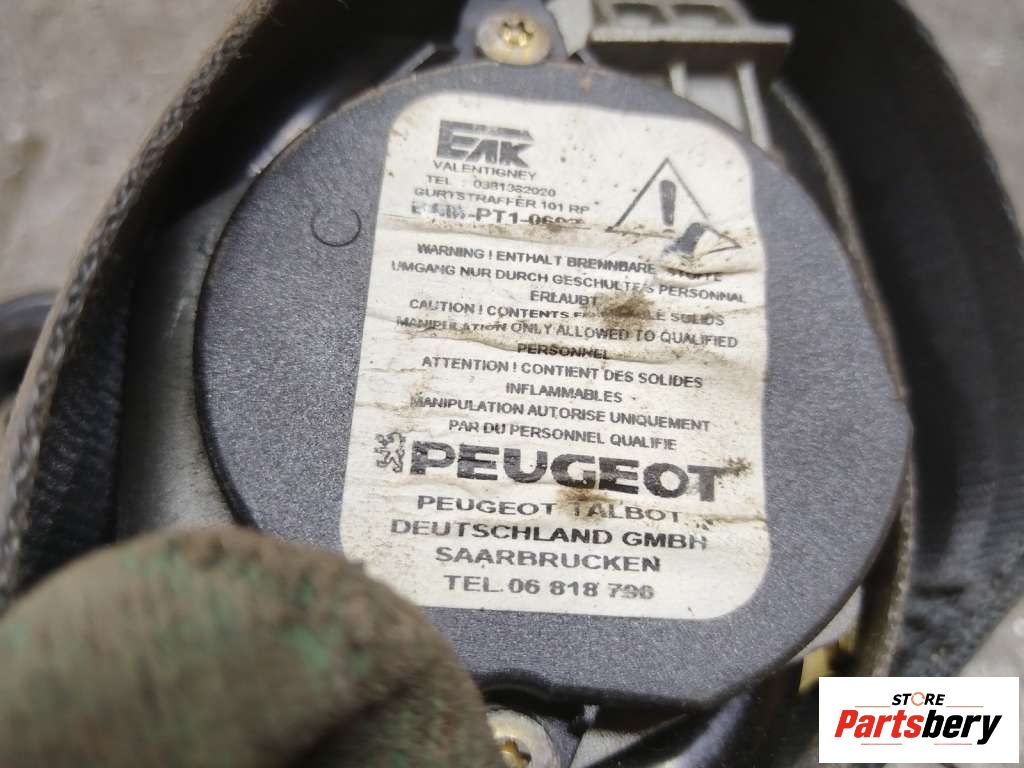 EAK
VALENTIGNEY
TEL : 0381382020
GURTSTRAFFER 101 RP
WARNING ! ENTHALT BRENNBARE
UMGANG NUR DURCH GESCHULTES PERSONNAL
ERLAUBT
CAUTION ! CONTENTS SOLIDS
MANIPULATION ONLY ALLOWED TO QUALIFIED
PERSONNEL
ATTENTION ! CONTIENT DES SOLIDES
INFLAMMABLES
MANIPULATION AUTORISE UNIQUEMENT
PAR DU PERSONNEL QUALIFIE
PEUGEOT
PEUGEOT TALBOT
DEUTSCHLAND GMBH
SAARBRUCKEN
TEL. 06 818 790
STORE
Partsbery